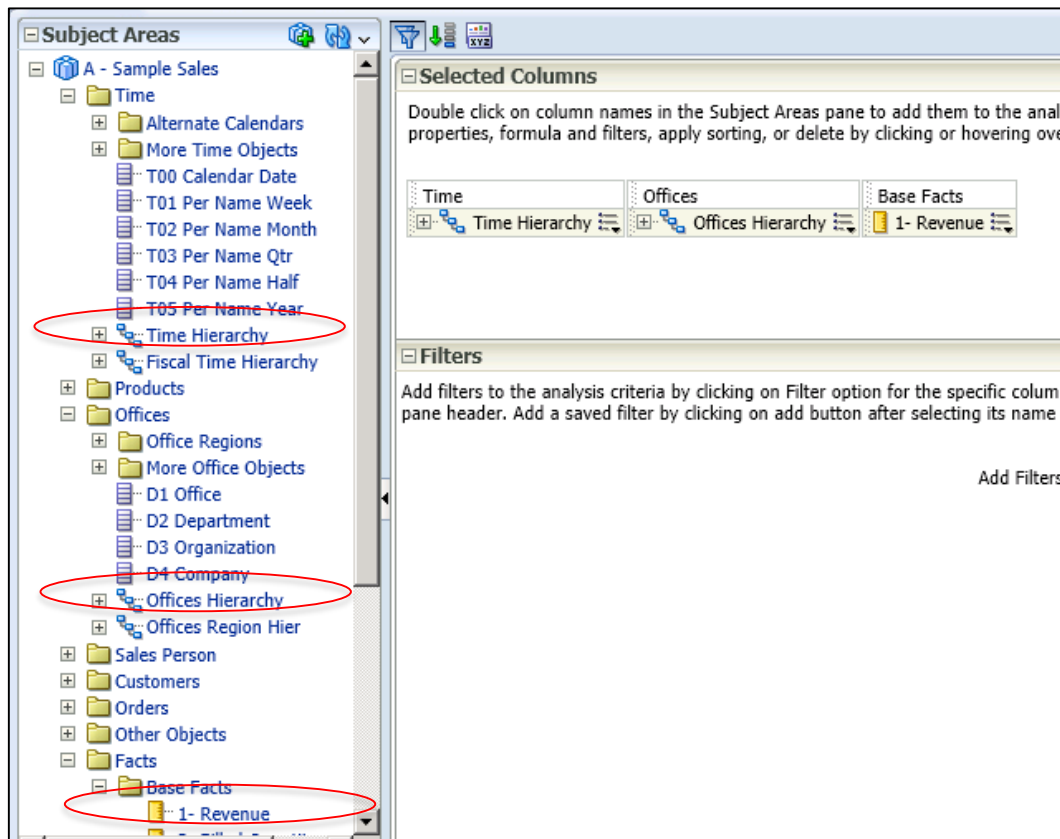 Subject Areas
A - Sample Sales
Time
Alternate Calendars
More Time Objects
T00 Calendar Date
T01 Per Name Week
T02 Per Name Month
T03 Per Name Qtr
T04 Per Name Half
T05 Per Name Year
Time Hierarchy
Fiscal Time Hierarchy
Products
Offices
Office Regions
More Office Objects
D1 Office
D2 Department
D3 Organization
D4 Company
Offices Hierarchy
Offices Region Hier
Sales Person
Customers
Orders
Other Objects
Facts
Base Facts
1- Revenue
XYZ
Selected Columns
Double click on column names in the Subject Areas pane to add them to the anal
properties, formula and filters, apply sorting, or delete by clicking or hovering ove
Time Offices Base Facts
Time Hierarchy Offices Hierarchy 1- Revenue
Filters
Add filters to the analysis criteria by clicking on Filter option for the specific colum
pane header. Add a saved filter by clicking on add button after selecting its name
Add Filters